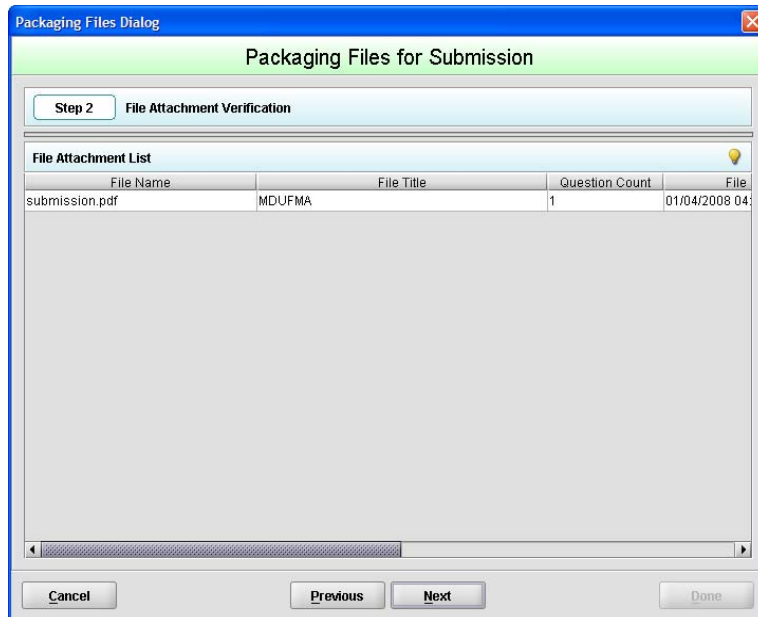 Packaging Files Dialog
Packaging Files for Submission
Step 2 File Attachment Verification
File Attachment List
File Name File Title Question Count File
submission.pdf MDUFMA 1 01/04/2008 04:
Cancel Previous Next Done